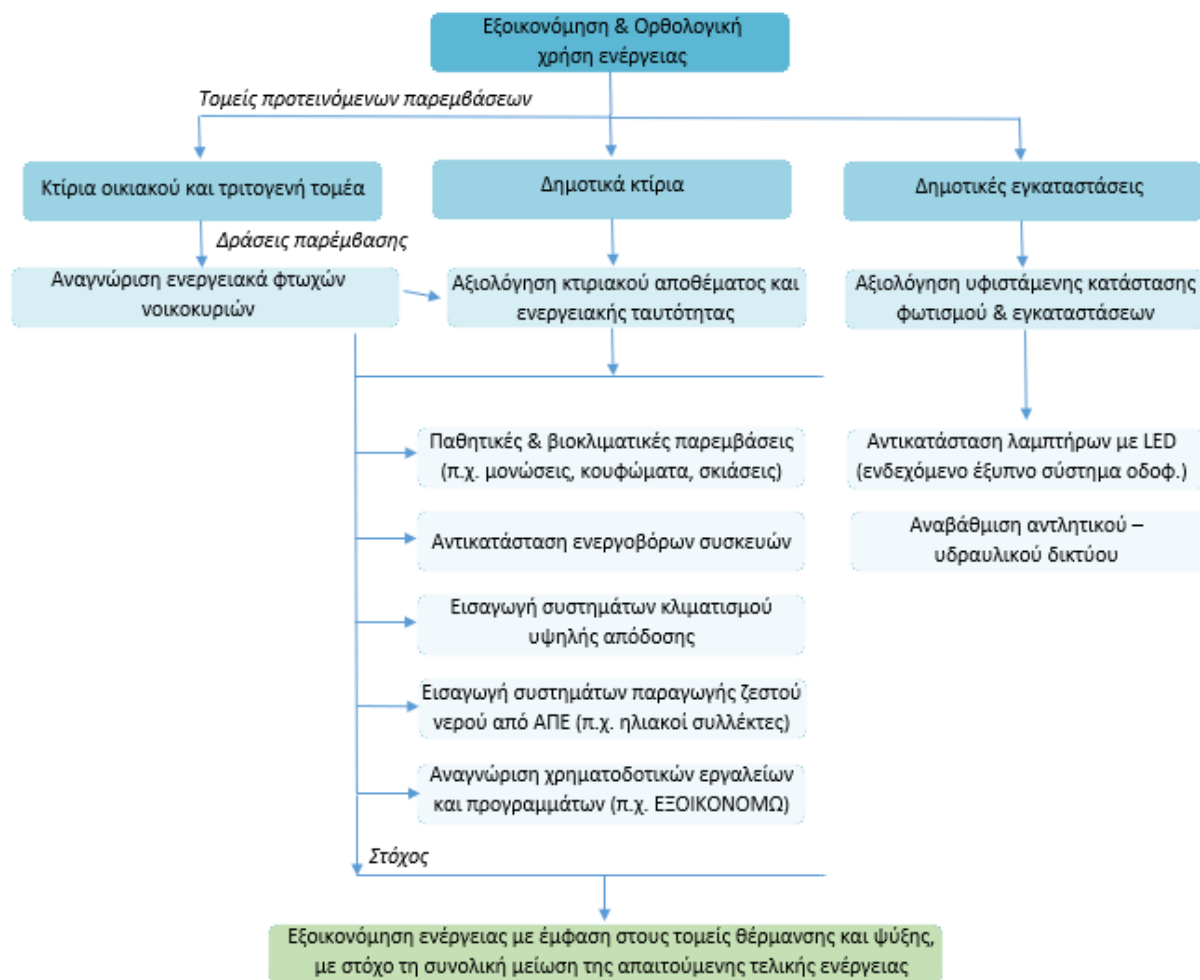 Εξοικονόμηση & Ορθολογική
χρήση ενέργειας
Τομείς προτεινόμενων παρεμβάσεων
Κτίρια οικιακού και τριτογενή τομέα
Δημοτικά κτίρια
Δημοτικές εγκαταστάσεις
Δράσεις παρέμβασης
Αναγνώριση ενεργειακά φτωχών
νοικοκυριών
Αξιολόγηση κτιριακού αποθέματος και
ενεργειακής ταυτότητας
Αξιολόγηση υφιστάμενης κατάστασης
φωτισμού & εγκαταστάσεων
Παθητικές & βιοκλιματικές παρεμβάσεις
(π.χ. μονώσεις, κουφώματα, σκιάσεις)
Αντικατάσταση λαμπτήρων με LED
(ενδεχόμενο έξυπνο σύστημα οδοφ.)
Αντικατάσταση ενεργοβόρων συσκευών
Αναβάθμιση αντλητικού –
υδραυλικού δικτύου
Εισαγωγή συστημάτων κλιματισμού
υψηλής απόδοσης
Εισαγωγή συστημάτων παραγωγής ζεστού
νερού από ΑΠΕ (π.χ. ηλιακοί συλλέκτες)
Αναγνώριση χρηματοδοτικών εργαλείων
και προγραμμάτων (π.χ. ΕΞΟΙΚΟΝΟΜΩ)
Στόχος
Εξοικονόμηση ενέργειας με έμφαση στους τομείς θέρμανσης και ψύξης,
με στόχο τη συνολική μείωση της απαιτούμενης τελικής ενέργειας